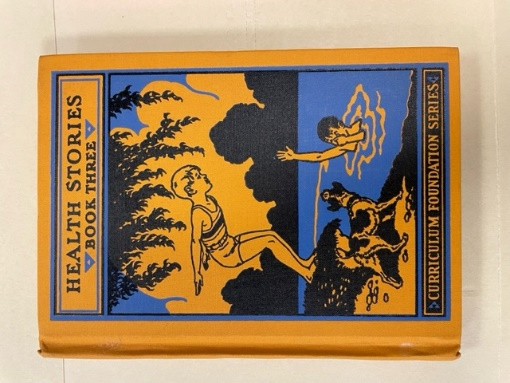 HEALTH STORIES
BOOK THREE
CURRICULUM FOUNDATION SERIES